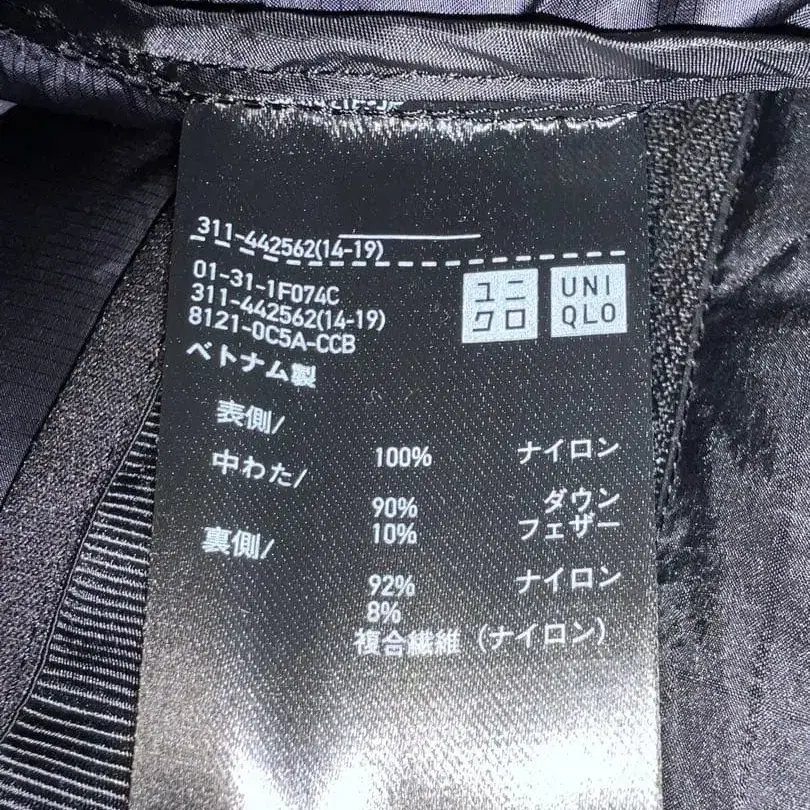 311-442562(14-19)
01-31-1F074C
311-442562(14-19)
8121-0C5A-CCB
ユニ
クロ
UNI
QLO
ベトナム製
表側/
100% ナイロン
中わた/
90% ダウン
10% フェザー
裏側/
92% ナイロン
8%
複合繊維(ナイロン)